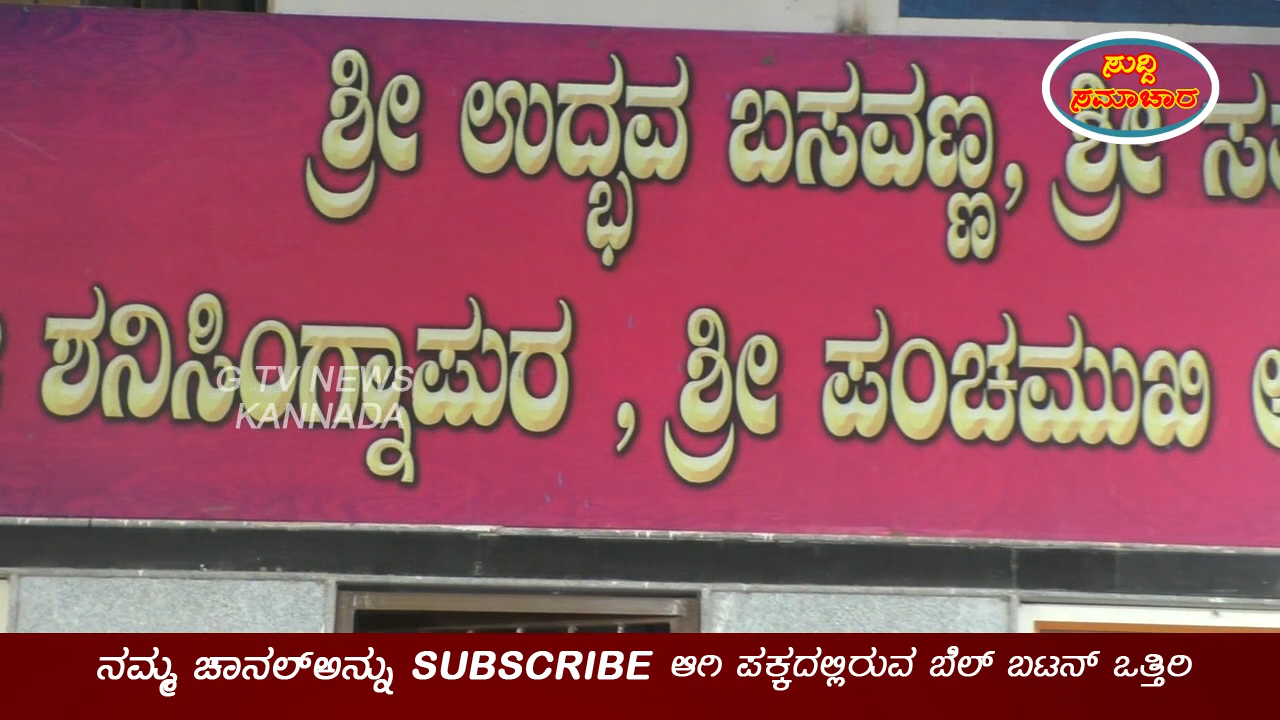 ಶ್ರೀ ಉದ್ಭವ ಬಸವಣ್ಣ, ಶ್ರೀ
ಸುದ್ದಿ
ಸಮಾಚಾರ
ಶನಿಸಿಂಗ್ನಾಪುರ , ಶ್ರೀ ಪಂಚಮುಖಿ
G TV NEWS
KANNADA
ನಮ್ಮ ಚಾನಲ್ಅನ್ನು SUBSCRIBE ಆಗಿ ಪಕ್ಕದಲ್ಲಿರುವ ಬೆಲ್ ಬಟನ್ ಒತ್ತಿರಿ